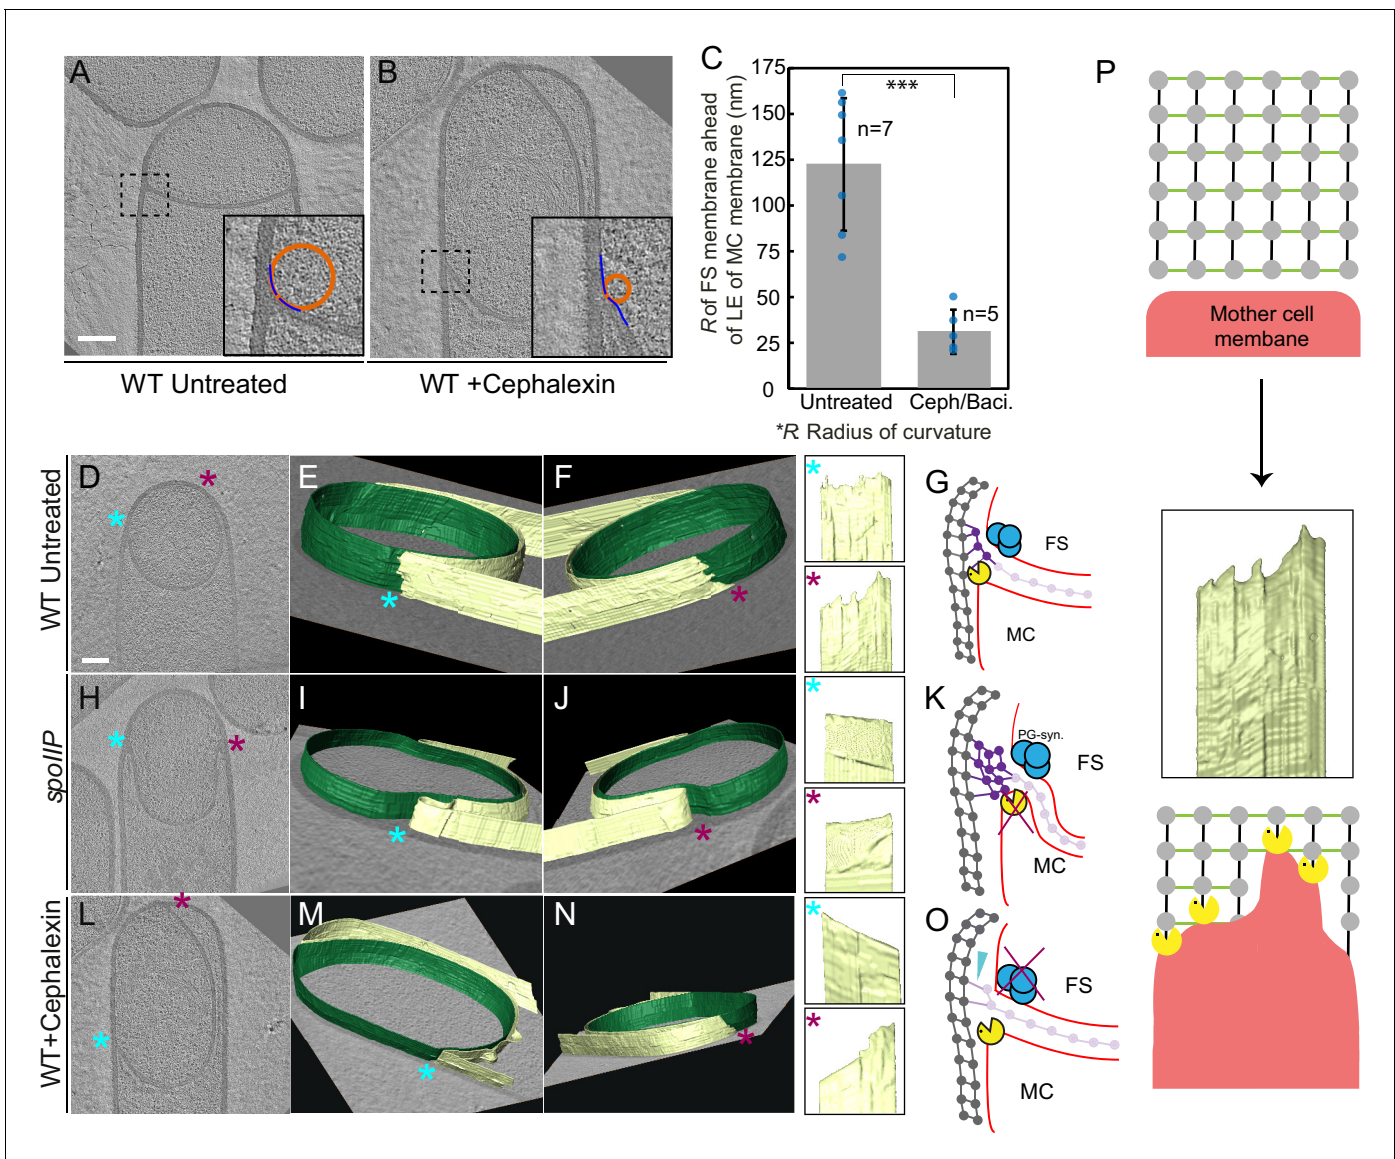 A
B
WT Untreated
WT +Cephalexin
C
R of FS membrane ahead
of LE of MC membrane (nm)
175
150
125
100
75
50
25
0
***
n=7
n=5
Untreated
Ceph/Baci.
*R Radius of curvature
P
Mother cell
membane
WT Untreated
D
*
*
E
*
F
*
*
*
G
FS
MC
spoIIP
H
*
*
I
*
J
*
*
*
K
PG-syn.
FS
MC
WT+Cephalexin
L
*
*
M
*
N
*
*
*
O
FS
MC